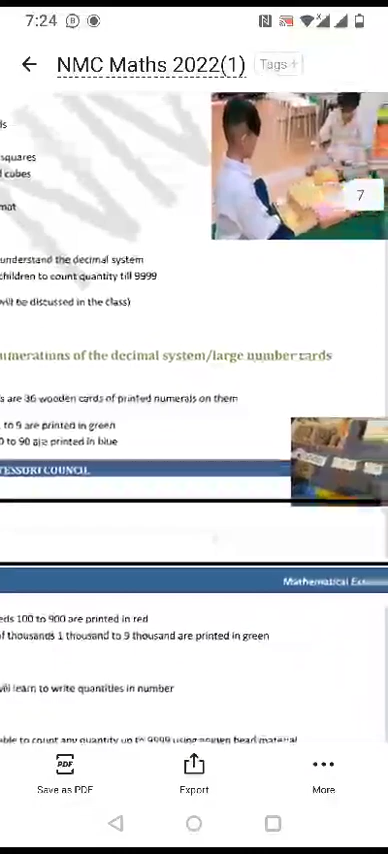 7:24
NMC Maths 2022(1)
Tags +
ds
squares
cubes
mat
7
understand the decimal system
children to count quantity till 9999
will be discussed in the class)
numerations of the decimal system/large number cards
s are 36 wooden cards of printed numerals on them
to 9 are printed in green
0 to 90 are printed in blue
TESSORI COUNCIL
Mathematical Exe
eds 100 to 900 are printed in red
of thousands 1 thousand to 9 thousand are printed in green
will learn to write quantities in number
able to count any quantity up to 9999 using golden bead material
PDF
Save as PDF
Export
More